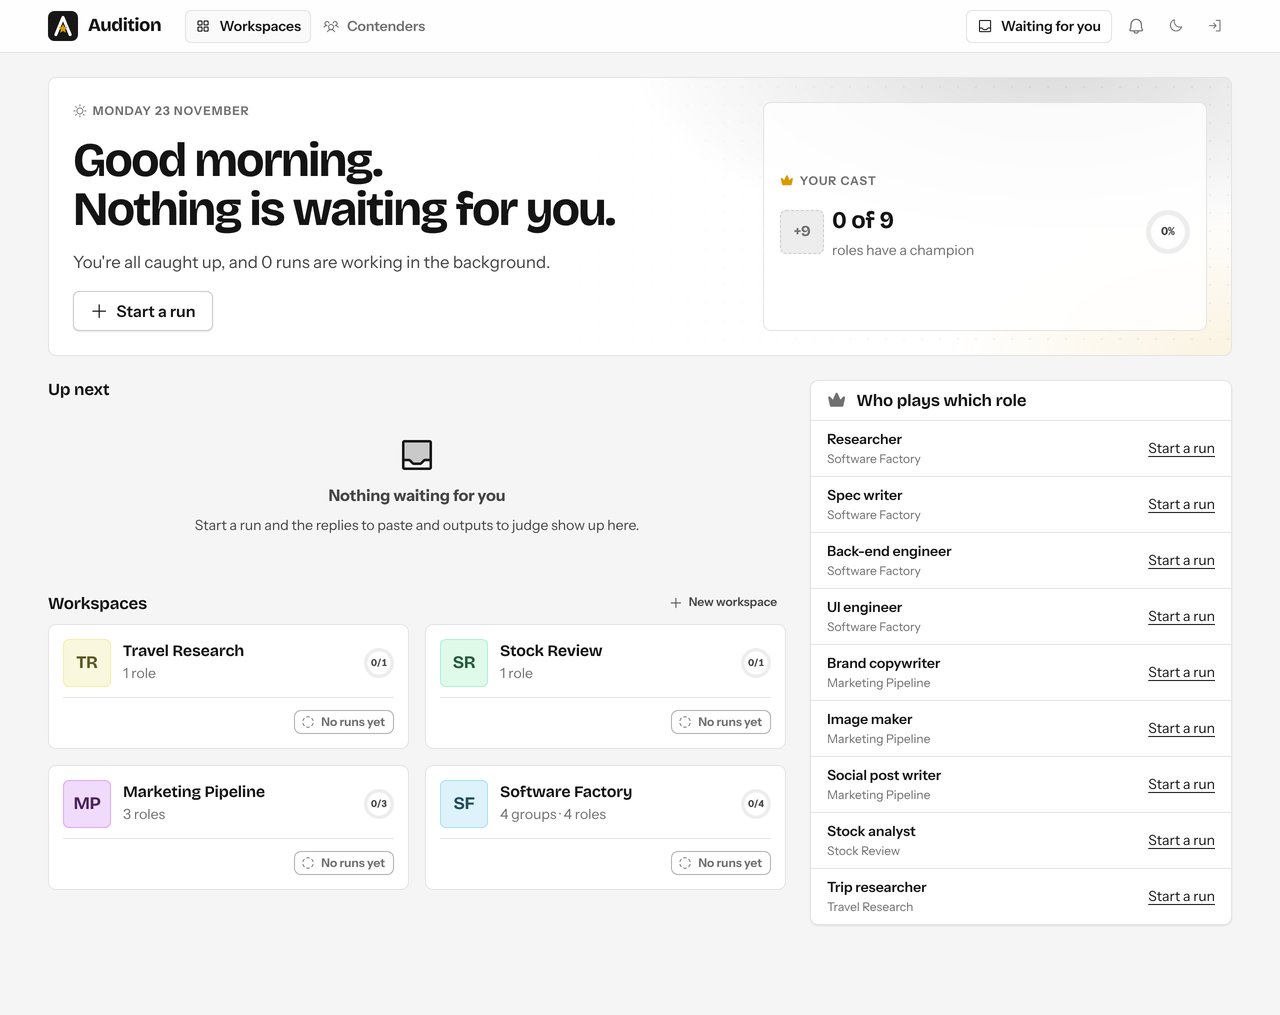 Audition
Workspaces
Contenders
Waiting for you
MONDAY 23 NOVEMBER
Good morning.
Nothing is waiting for you.
You're all caught up, and 0 runs are working in the background.
Start a run
YOUR CAST
+9
0 of 9
roles have a champion
0%
Up next
Nothing waiting for you
Start a run and the replies to paste and outputs to judge show up here.
Workspaces
New workspace
TR
Travel Research
1 role
0/1
No runs yet
SR
Stock Review
1 role
0/1
No runs yet
MP
Marketing Pipeline
3 roles
0/3
No runs yet
SF
Software Factory
4 groups · 4 roles
0/4
No runs yet
Who plays which role
Researcher
Software Factory
Start a run
Spec writer
Software Factory
Start a run
Back-end engineer
Software Factory
Start a run
UI engineer
Software Factory
Start a run
Brand copywriter
Marketing Pipeline
Start a run
Image maker
Marketing Pipeline
Start a run
Social post writer
Marketing Pipeline
Start a run
Stock analyst
Stock Review
Start a run
Trip researcher
Travel Research
Start a run